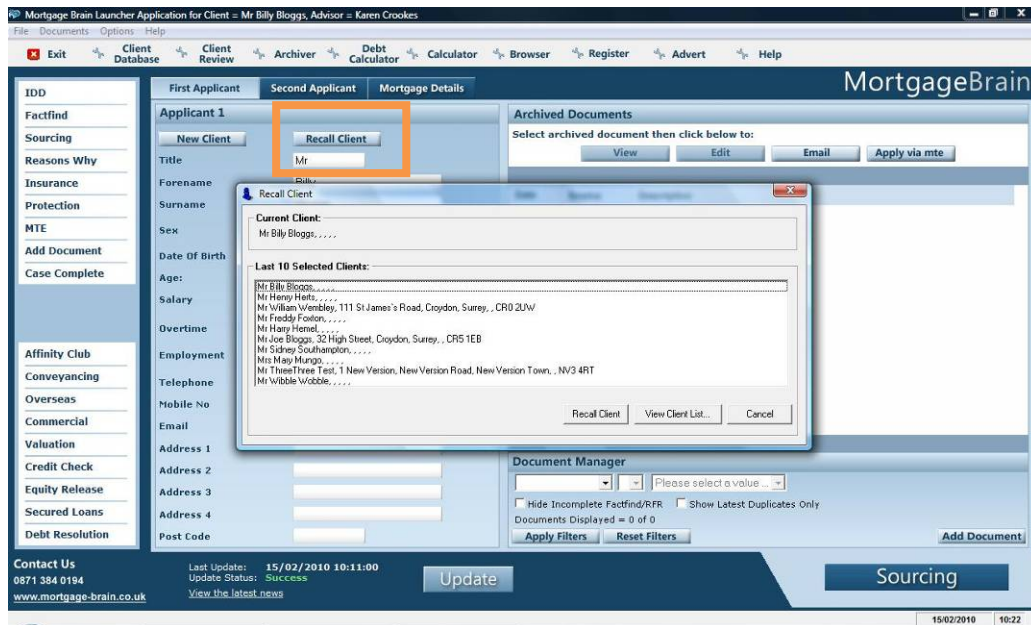 Mortgage Brain Launcher Application for Client = Mr Billy Bloggs, Advisor = Karen Crookes
File Documents Options Help
Exit Client Database Client Review Archiver Debt Calculator Calculator Browser Register Advert Help
MortgageBrain
IDD
Factfind
Sourcing
Reasons Why
Insurance
Protection
MTE
Add Document
Case Complete
Affinity Club
Conveyancing
Overseas
Commercial
Valuation
Credit Check
Equity Release
Secured Loans
Debt Resolution
First Applicant Second Applicant Mortgage Details
Applicant 1
New Client Recall Client
Title Mr
Forename Billy
Surname
Sex
Date Of Birth
Age:
Salary
Overtime
Employment
Telephone
Mobile No
Email
Address 1
Address 2
Address 3
Address 4
Post Code
Archived Documents
Select archived document then click below to:
View Edit Email Apply via mte
Recall Client
Current Client:
Mr Billy Bloggs, , , , ,
Last 10 Selected Clients:
Mr Billy Bloggs, , , , ,
Mr Henry Herts, , , , ,
Mr William Wembley, 111 St James's Road, Croydon, Surrey, , CR0 2UW
Mr Freddy Foxton, , , , ,
Mr Harry Hemel, , , , ,
Mr Joe Bloggs, 32 High Street, Croydon, Surrey, , CR5 1EB
Mr Sidney Southampton, , , , ,
Mrs Mary Mungo, , , , ,
Mr ThreeThree Test, 1 New Version, New Version Road, New Version Town, , NV3 4RT
Mr Wibble Wobble, , , , ,
Recall Client View Client List... Cancel
Document Manager
Please select a value ...
Hide Incomplete Factfind/RFR Show Latest Duplicates Only
Documents Displayed = 0 of 0
Apply Filters Reset Filters Add Document
Contact Us
0871 384 0194
www.mortgage-brain.co.uk
Last Update: 15/02/2010 10:11:00
Update Status: Success
View the latest news
Update
Sourcing
15/02/2010 10:22